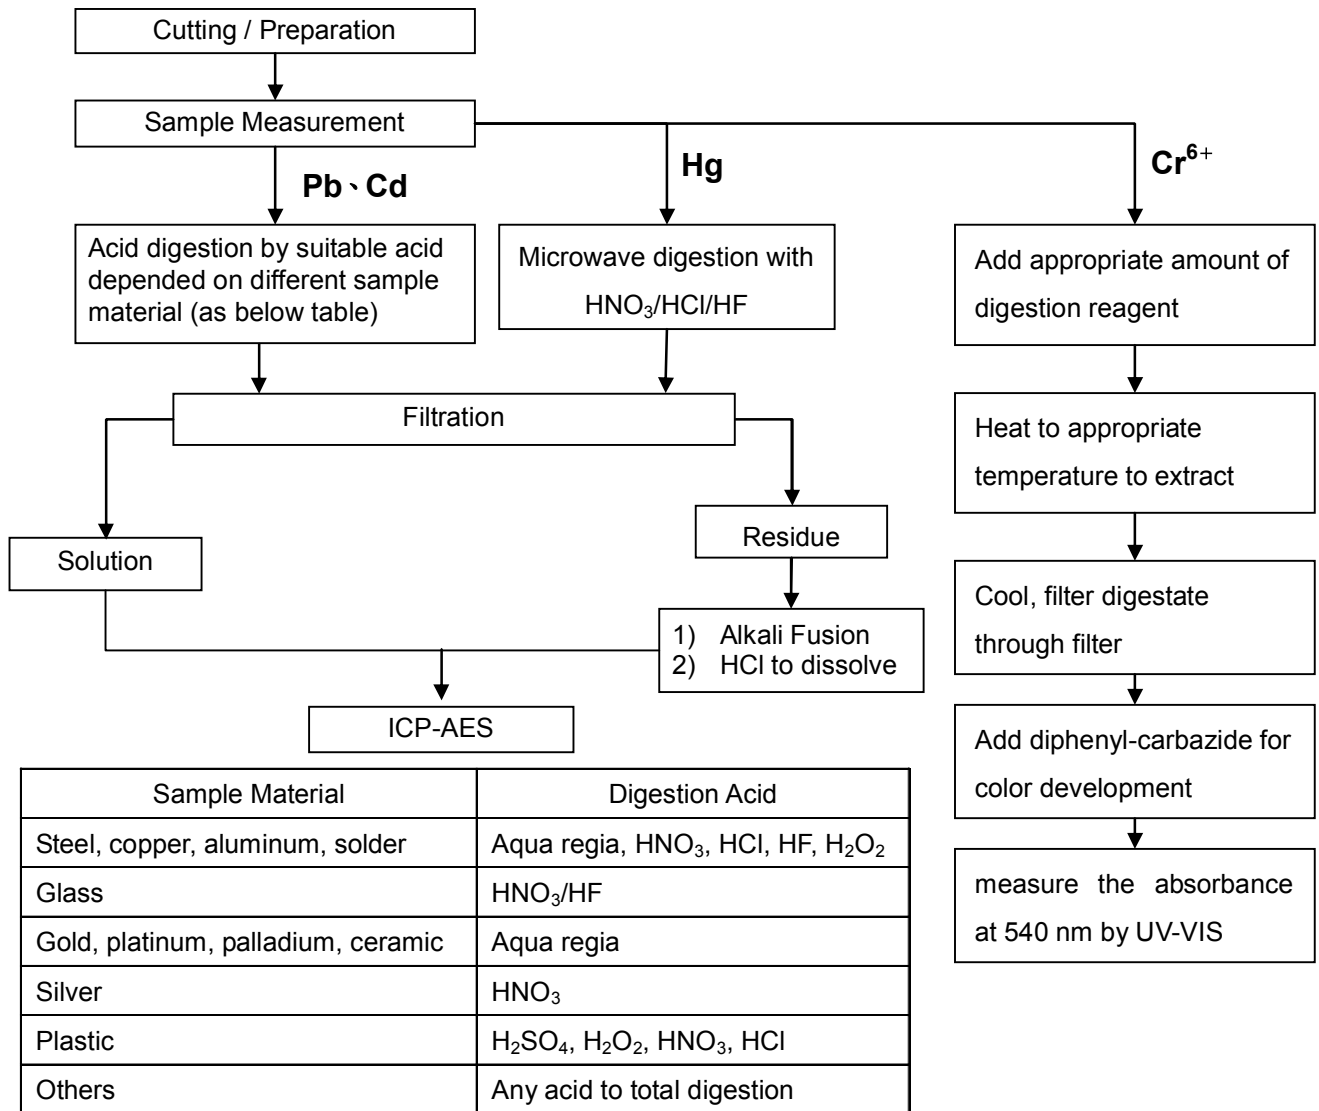 Cutting / Preparation
Sample Measurement
Pb、Cd
Hg
Cr⁶⁺
Acid digestion by suitable acid
depended on different sample
material (as below table)
Microwave digestion with
HNO₃/HCl/HF
Add appropriate amount of
digestion reagent
Filtration
Heat to appropriate
temperature to extract
Solution
Residue
Cool, filter digestate
through filter
1) Alkali Fusion
2) HCl to dissolve
ICP-AES
Add diphenyl-carbazide for
color development
measure the absorbance
at 540 nm by UV-VIS
Sample Material Digestion Acid
Steel, copper, aluminum, solder Aqua regia, HNO₃, HCl, HF, H₂O₂
Glass HNO₃/HF
Gold, platinum, palladium, ceramic Aqua regia
Silver HNO₃
Plastic H₂SO₄, H₂O₂, HNO₃, HCl
Others Any acid to total digestion